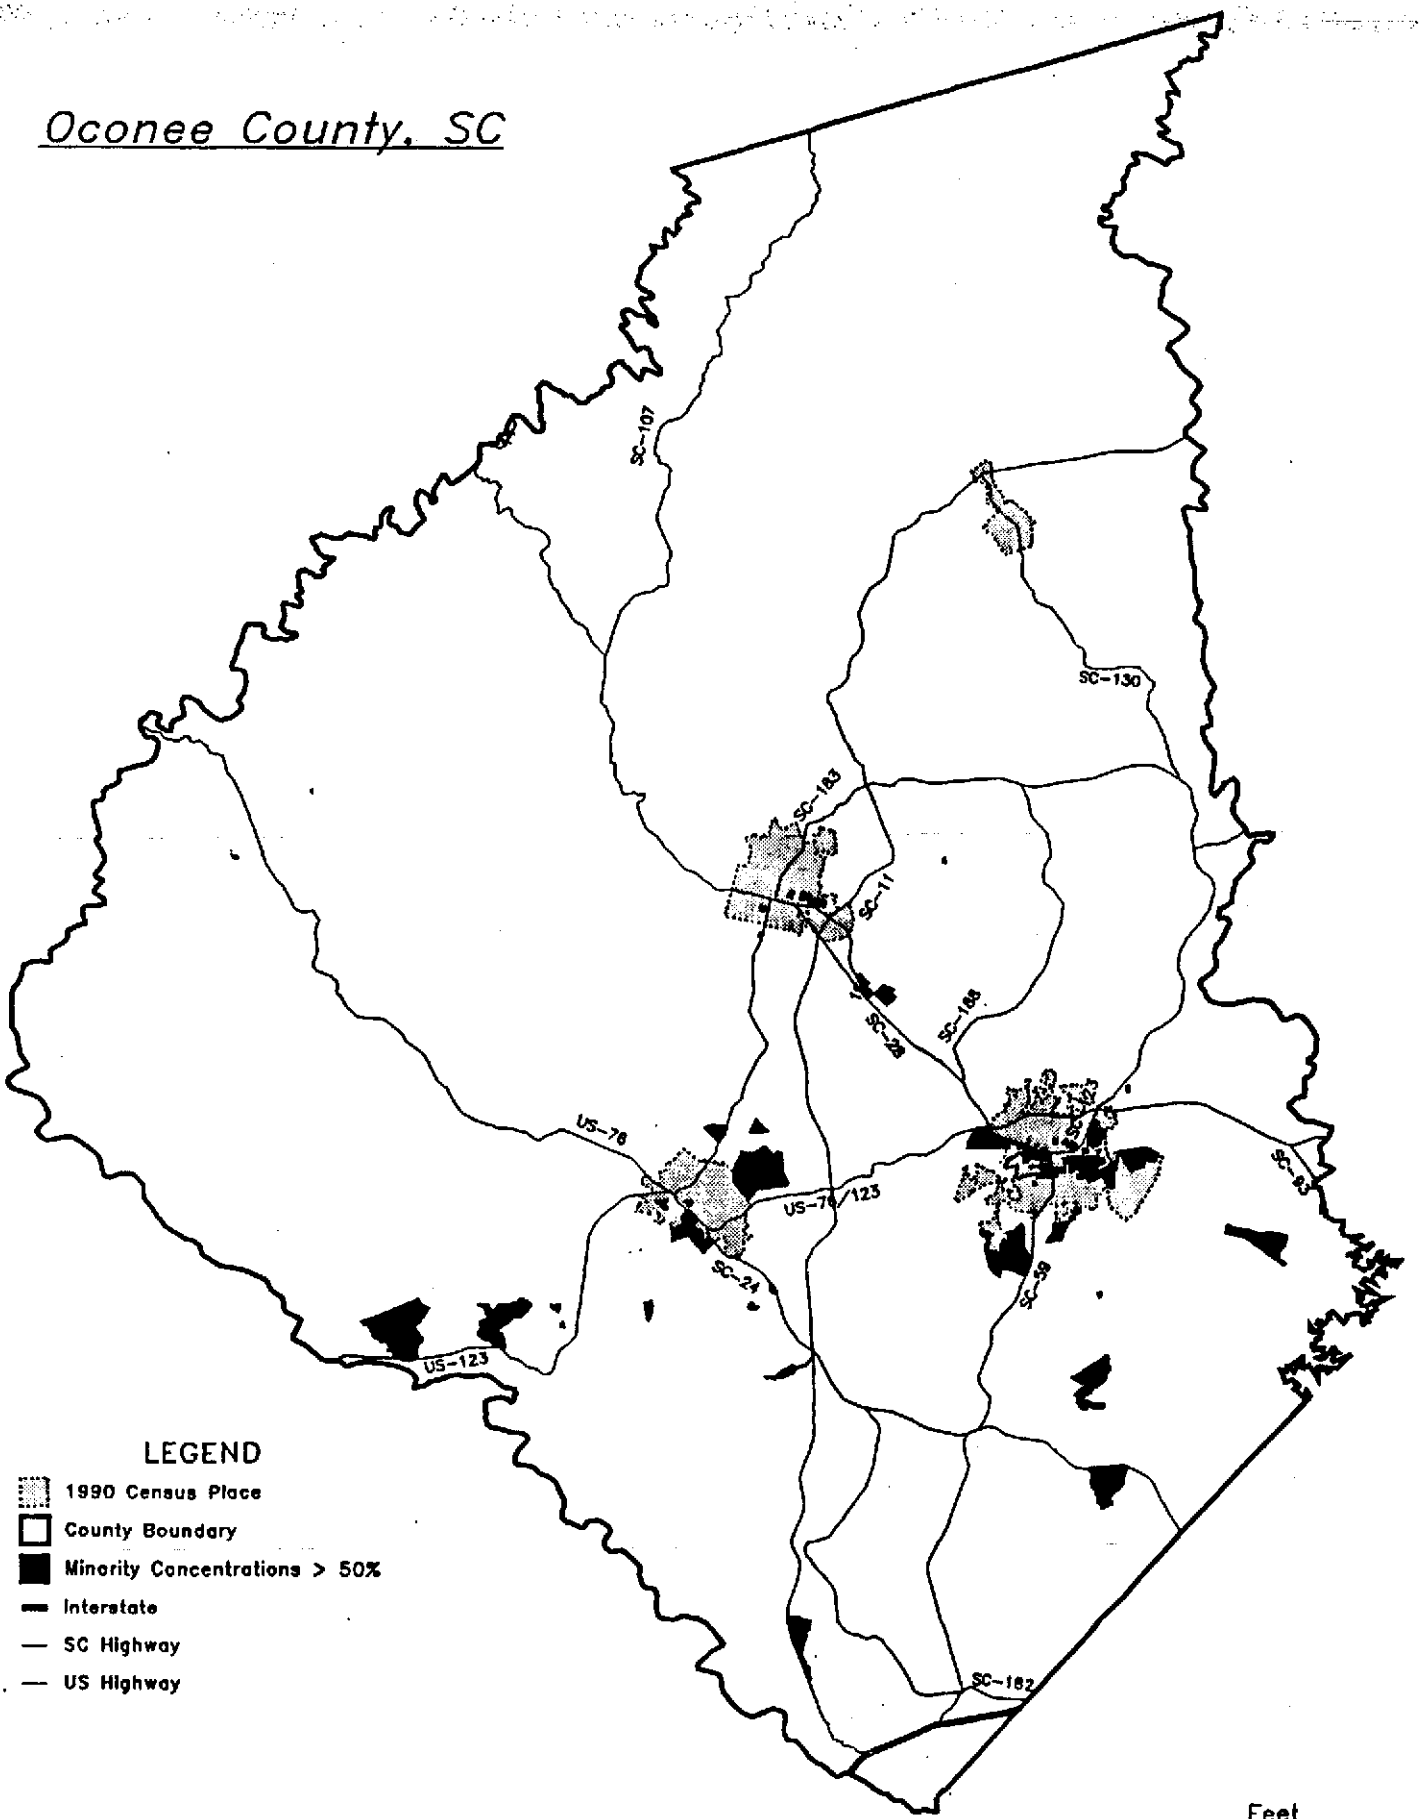 Oconee County, SC
SC-107
SC-130
SC-183
SC-11
SC-188
SC-28
SC-123
US-76
US-76/123
SC-93
SC-24
SC-59
US-123
LEGEND
1990 Census Place
County Boundary
Minority Concentrations > 50%
Interstate
SC Highway
US Highway
SC-182
Feet